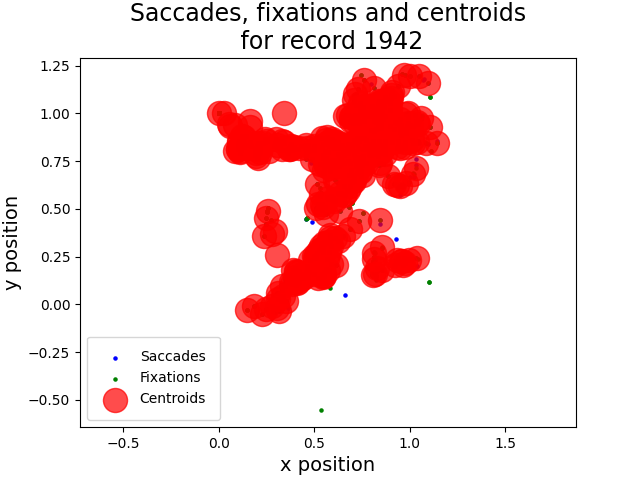 Saccades, fixations and centroids
for record 1942
1.25
1.00
0.75
0.50
0.25
0.00
−0.25
−0.50
y position
Saccades
Fixations
Centroids
−0.5
0.0
0.5
1.0
1.5
x position